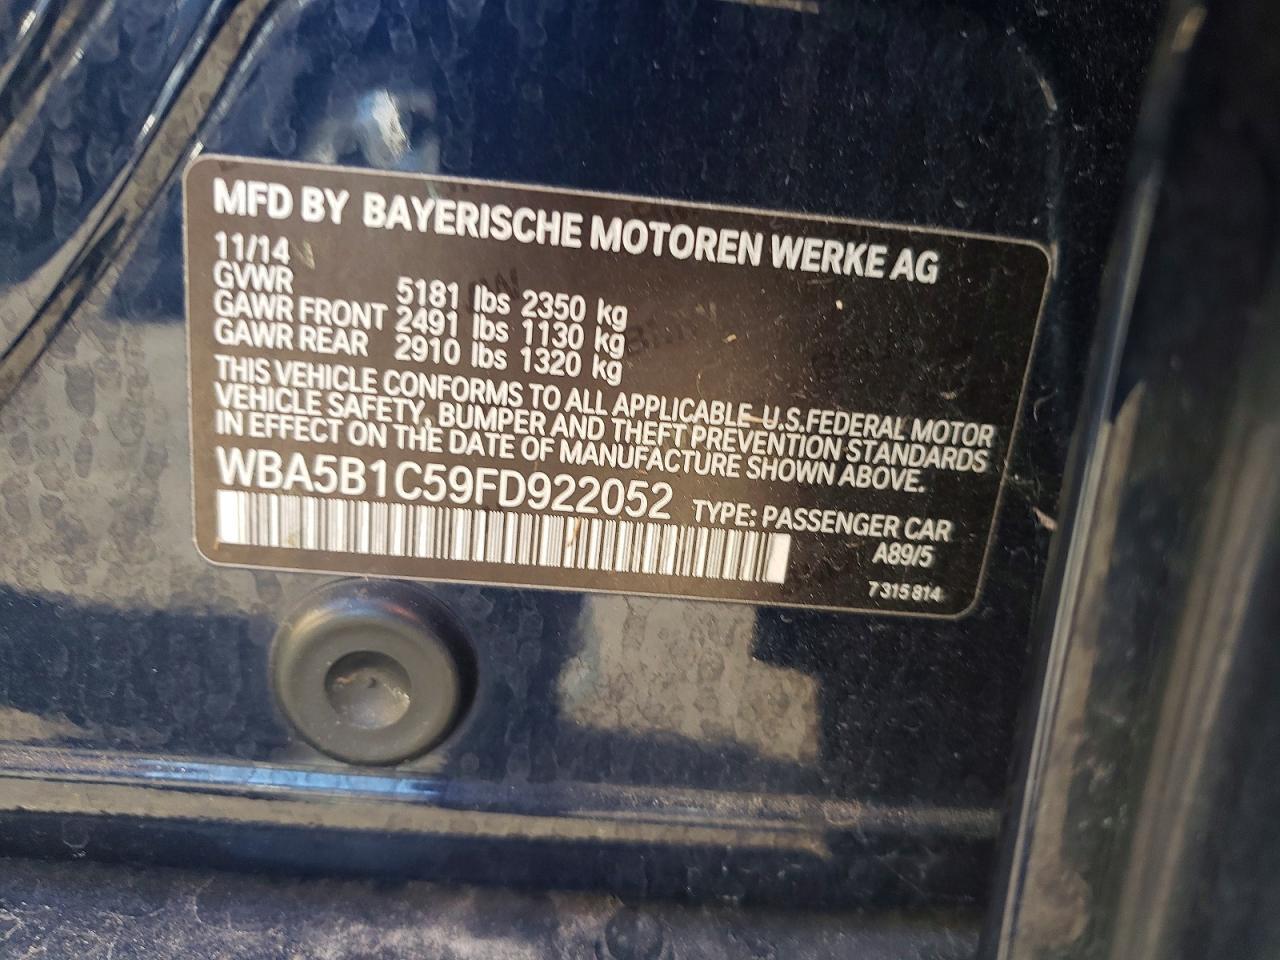 MFD BY BAYERISCHE MOTOREN WERKE AG
11/14
GVWR 5181 lbs 2350 kg
GAWR FRONT 2491 lbs 1130 kg
GAWR REAR 2910 lbs 1320 kg
THIS VEHICLE CONFORMS TO ALL APPLICABLE U.S.FEDERAL MOTOR
VEHICLE SAFETY, BUMPER AND THEFT PREVENTION STANDARDS
IN EFFECT ON THE DATE OF MANUFACTURE SHOWN ABOVE.
WBA5B1C59FD922052 TYPE: PASSENGER CAR
A89/5
7 315 814